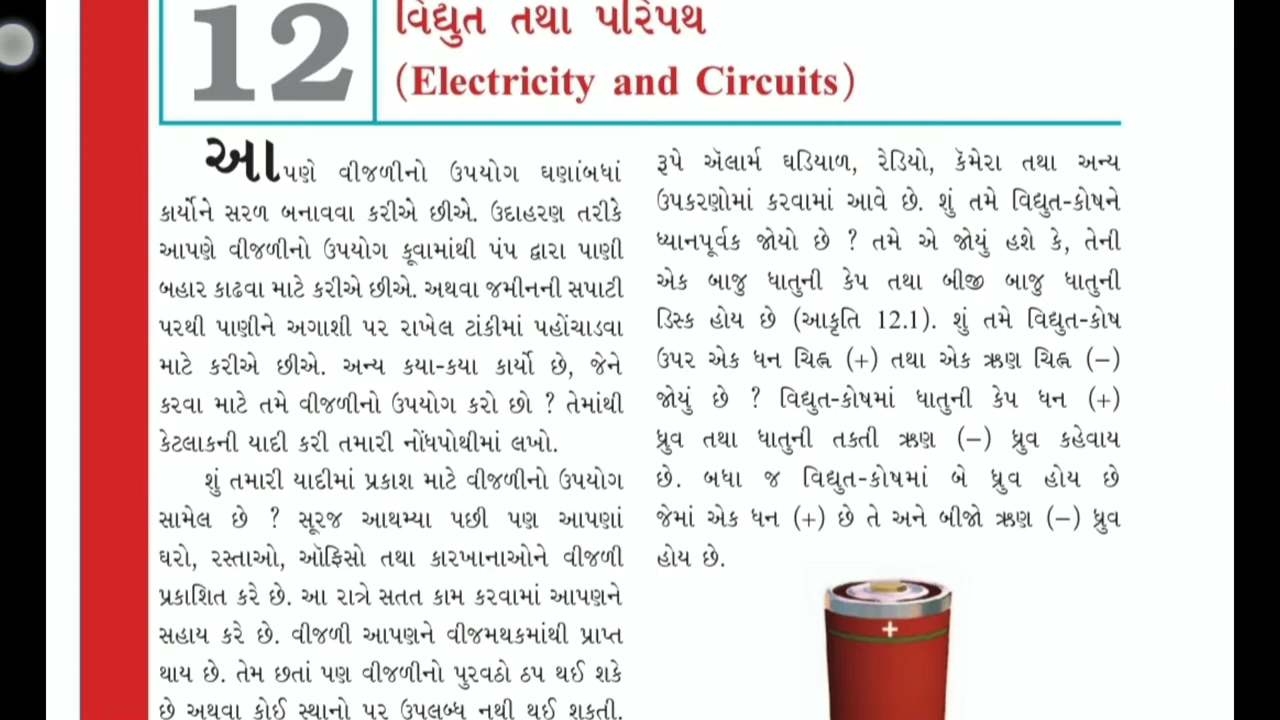 12
વિદ્યુત તથા પરિપથ
(Electricity and Circuits)
આપણે વીજળીનો ઉપયોગ ઘણાંબધાં
કાર્યોને સરળ બનાવવા કરીએ છીએ. ઉદાહરણ તરીકે
આપણે વીજળીનો ઉપયોગ કૂવામાંથી પંપ દ્વારા પાણી
બહાર કાઢવા માટે કરીએ છીએ. અથવા જમીનની સપાટી
પરથી પાણીને અગાશી પર રાખેલ ટાંકીમાં પહોંચાડવા
માટે કરીએ છીએ. અન્ય કયા-કયા કાર્યો છે, જેને
કરવા માટે તમે વીજળીનો ઉપયોગ કરો છો ? તેમાંથી
કેટલાકની યાદી કરી તમારી નોંધપોથીમાં લખો.
શું તમારી યાદીમાં પ્રકાશ માટે વીજળીનો ઉપયોગ
સામેલ છે ? સૂરજ આથમ્યા પછી પણ આપણાં
ઘરો, રસ્તાઓ, ઑફિસો તથા કારખાનાઓને વીજળી
પ્રકાશિત કરે છે. આ રાત્રે સતત કામ કરવામાં આપણને
સહાય કરે છે. વીજળી આપણને વીજમથકમાંથી પ્રાપ્ત
થાય છે. તેમ છતાં પણ વીજળીનો પુરવઠો ઠપ થઈ શકે
છે અથવા કોઈ સ્થાનો પર ઉપલબ્ધ નથી થઈ શકતી.
રૂપે ઍલાર્મ ઘડિયાળ, રેડિયો, કૅમેરા તથા અન્ય
ઉપકરણોમાં કરવામાં આવે છે. શું તમે વિદ્યુત-કોષને
ધ્યાનપૂર્વક જોયો છે ? તમે એ જોયું હશે કે, તેની
એક બાજુ ધાતુની કેપ તથા બીજી બાજુ ધાતુની
ડિસ્ક હોય છે (આકૃતિ 12.1). શું તમે વિદ્યુત-કોષ
ઉપર એક ધન ચિહ્ન (+) તથા એક ઋણ ચિહ્ન (–)
જોયું છે ? વિદ્યુત-કોષમાં ધાતુની કેપ ધન (+)
ધ્રુવ તથા ધાતુની તકતી ઋણ (–) ધ્રુવ કહેવાય
છે. બધા જ વિદ્યુત-કોષમાં બે ધ્રુવ હોય છે
જેમાં એક ધન (+) છે તે અને બીજો ઋણ (–) ધ્રુવ
હોય છે.
+